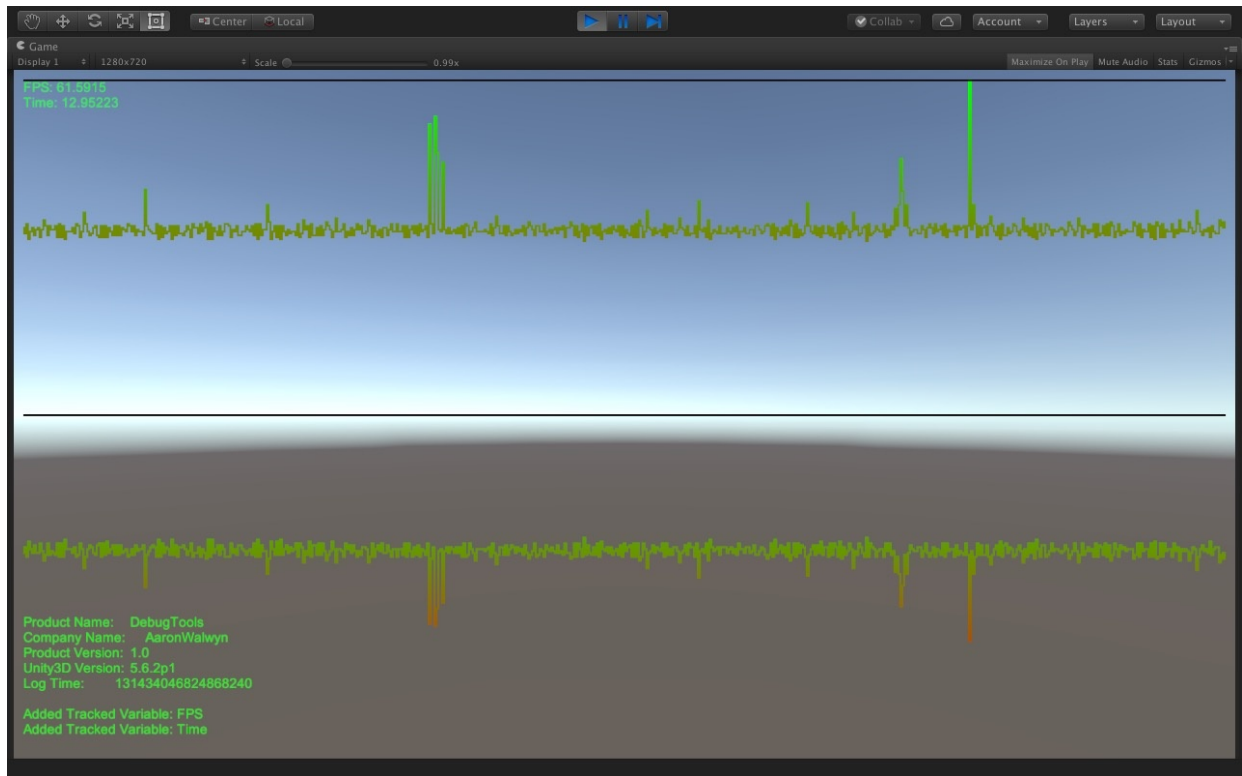 Center Local Collab Account Layers Layout
Game
Display 1 1280x720 Scale 0.99x Maximize On Play Mute Audio Stats Gizmos
FPS: 61.5915
Time: 12.95223
Product Name: DebugTools
Company Name: AaronWalwyn
Product Version: 1.0
Unity3D Version: 5.6.2p1
Log Time: 131434046824868240
Added Tracked Variable: FPS
Added Tracked Variable: Time